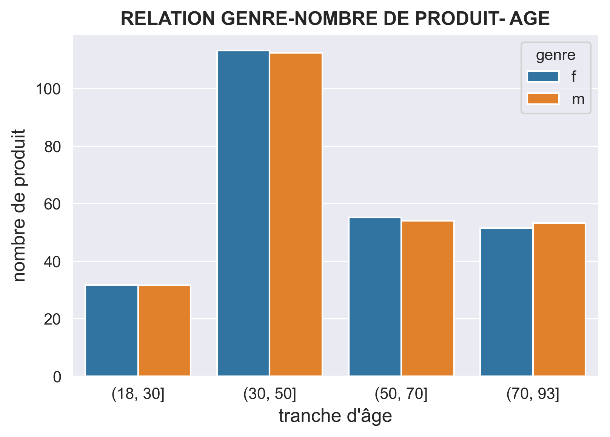 RELATION GENRE-NOMBRE DE PRODUIT- AGE
genre
f
m
nombre de produit
100
80
60
40
20
0
(18, 30]
(30, 50]
(50, 70]
(70, 93]
tranche d'âge